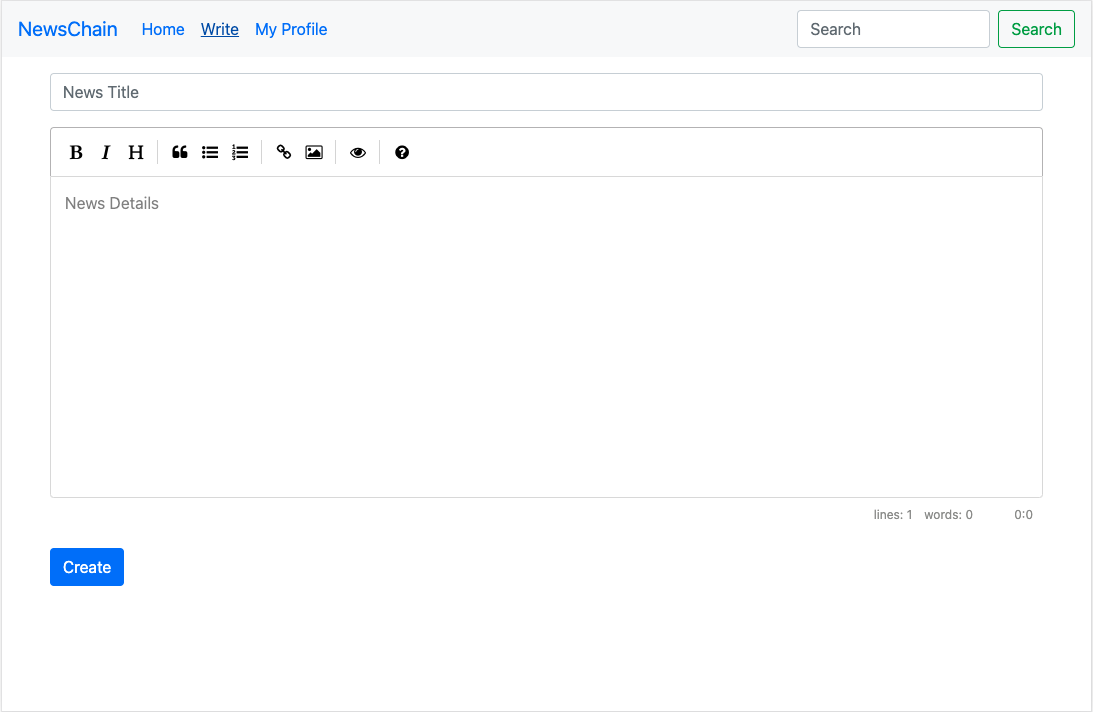 NewsChain Home Write My Profile Search Search
News Title
B I H
News Details
lines: 1 words: 0 0:0
Create